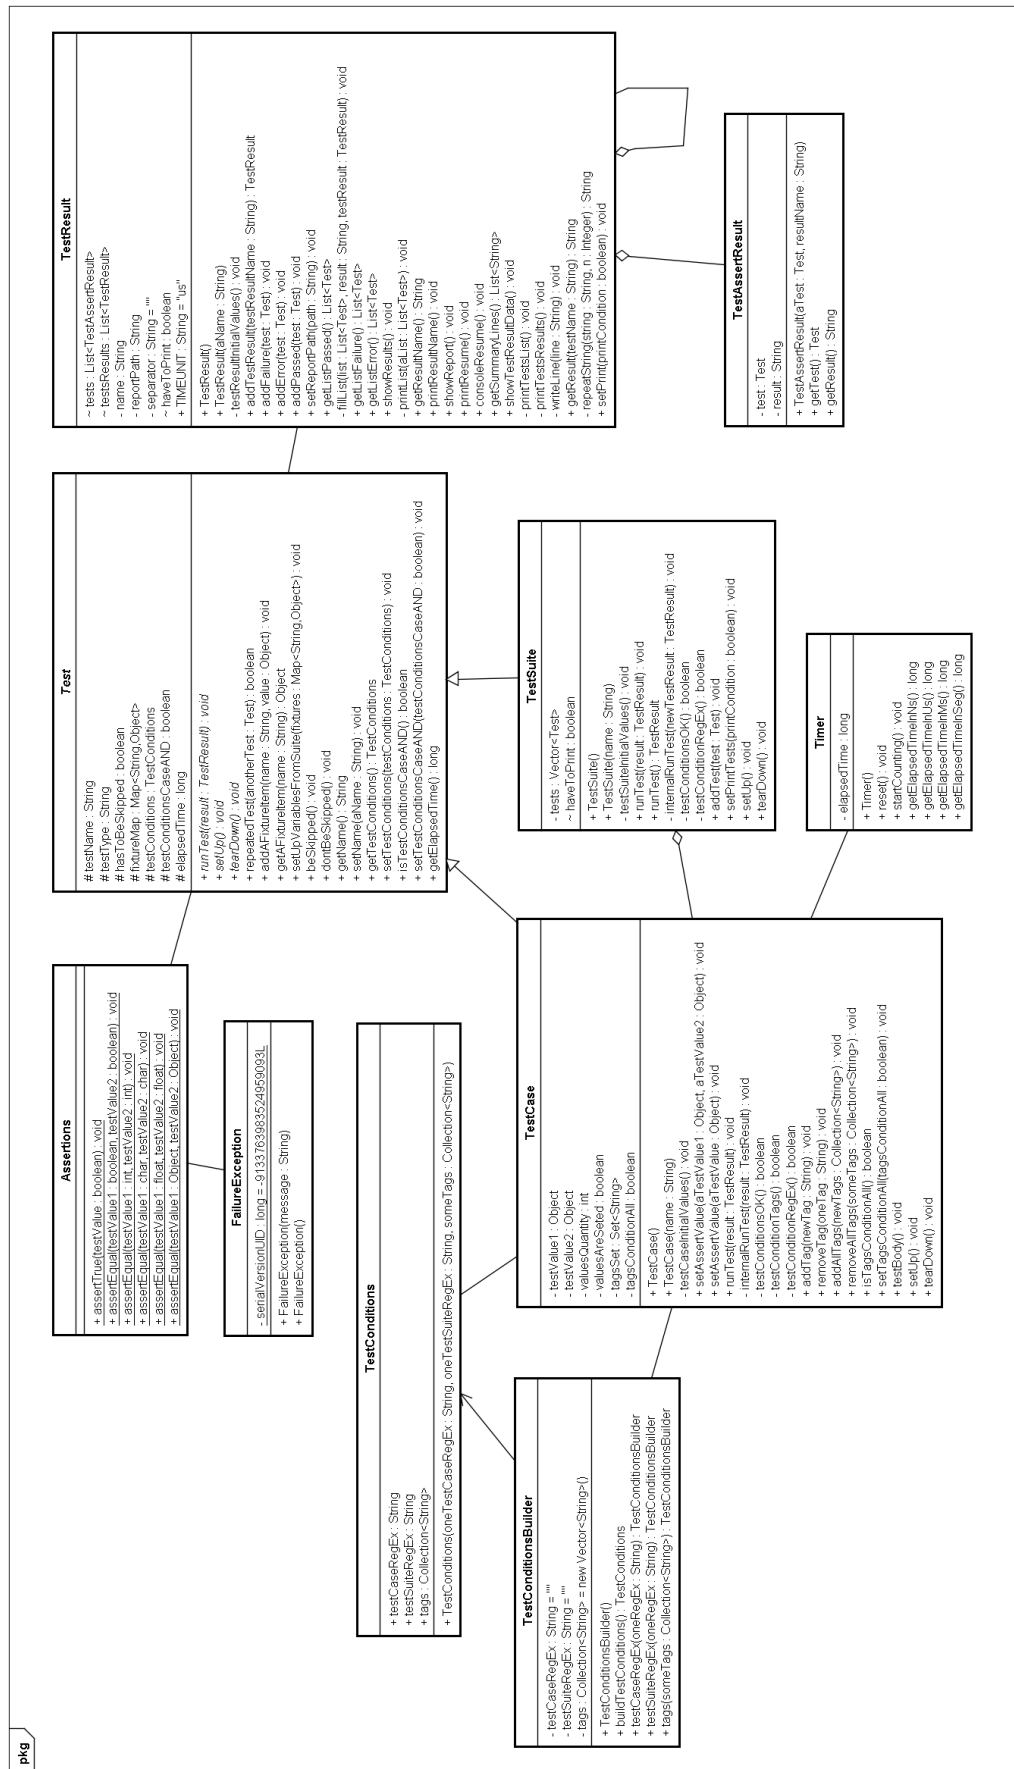 pkg
Assertions
+ assertTrue(testValue : boolean) : void
+ assertEqual(testValue1 : boolean, testValue2 : boolean) : void
+ assertEqual(testValue1 : int, testValue2 : int) : void
+ assertEqual(testValue1 : char, testValue2 : char) : void
+ assertEqual(testValue1 : float, testValue2 : float) : void
+ assertEqual(testValue1 : Object, testValue2 : Object) : void
FailureException
- serialVersionUID : long = -9133763983524959093L
+ FailureException(message : String)
+ FailureException()
TestConditions
+ testCaseRegEx : String
+ testSuiteRegEx : String
+ tags : Collection<String>
+ TestConditions(oneTestCaseRegEx : String, oneTestSuiteRegEx : String, someTags : Collection<String>)
TestConditionsBuilder
- testCaseRegEx : String = ""
- testSuiteRegEx : String = ""
- tags : Collection<String> = new Vector<String>()
+ TestConditionsBuilder()
+ buildTestConditions() : TestConditions
+ testCaseRegEx(oneRegEx : String) : TestConditionsBuilder
+ testSuiteRegEx(oneRegEx : String) : TestConditionsBuilder
+ tags(someTags : Collection<String>) : TestConditionsBuilder
Test
# testName : String
# testType : String
# hasToBeSkipped : boolean
# fixtureMap : Map<String,Object>
# testConditions : TestConditions
# testConditionsCaseAND : boolean
# elapsedTime : long
+ runTest(result : TestResult) : void
+ setUp() : void
+ tearDown() : void
+ repeatedTest(anotherTest : Test) : boolean
+ addAFixtureItem(name : String, value : Object) : void
+ getAFixtureItem(name : String) : Object
+ setUpVariablesFromSuite(fixtures : Map<String,Object>) : void
+ beSkipped() : void
+ dontBeSkipped() : void
+ getName() : String
+ setName(aName : String) : void
+ getTestConditions() : TestConditions
+ setTestConditions(testConditions : TestConditions) : void
+ isTestConditionsCaseAND() : boolean
+ setTestConditionsCaseAND(testConditionsCaseAND : boolean) : void
+ getElapsedTime() : long
TestCase
- testValue1 : Object
- testValue2 : Object
- valuesQuantity : int
- valuesAreSeted : boolean
- tagsSet : Set<String>
- tagsConditionAll : boolean
+ TestCase()
+ TestCase(name : String)
- testCaseInitialValues() : void
+ setAssertValue(aTestValue1 : Object, aTestValue2 : Object) : void
+ setAssertValue(aTestValue : Object) : void
+ runTest(result : TestResult) : void
- internalRunTest(result : TestResult) : void
- testConditionsOK() : boolean
- testConditionTags() : boolean
- testConditionRegEx() : boolean
+ addTag(newTag : String) : void
+ removeTag(oneTag : String) : void
+ addAllTags(newTags : Collection<String>) : void
+ removeAllTags(someTags : Collection<String>) : void
+ isTagsConditionAll() : boolean
+ setTagsConditionAll(tagsConditionAll : boolean) : void
+ testBody() : void
+ setUp() : void
+ tearDown() : void
TestSuite
- tests : Vector<Test>
~ haveToPrint : boolean
+ TestSuite()
+ TestSuite(name : String)
- testSuiteInitialValues() : void
+ runTest(result : TestResult) : void
+ runTest() : TestResult
- internalRunTest(newTestResult : TestResult) : void
- testConditionsOK() : boolean
- testConditionRegEx() : boolean
+ addTest(test : Test) : void
+ setPrintTests(printCondition : boolean) : void
+ setUp() : void
+ tearDown() : void
Timer
- elapsedTime : long
+ Timer()
+ reset() : void
+ startCounting() : void
+ getElapsedTimeInNs() : long
+ getElapsedTimeInUs() : long
+ getElapsedTimeInMs() : long
+ getElapsedTimeInSeg() : long
TestResult
~ tests : List<TestAssertResult>
~ testsResults : List<TestResult>
- name : String
- reportPath : String
- separator : String = ""
~ haveToPrint : boolean
+ TIMEUNIT : String = "us"
+ TestResult()
+ TestResult(aName : String)
- testResultInitialValues() : void
+ addTestResult(testResultName : String) : TestResult
+ addFailure(test : Test) : void
+ addError(test : Test) : void
+ addPassed(test : Test) : void
+ setReportPath(path : String) : void
+ getListPassed() : List<Test>
- fillList(list : List<Test>, result : String, testResult : TestResult) : void
+ getListFailure() : List<Test>
+ getListError() : List<Test>
+ showResults() : void
- printList(aList : List<Test>) : void
+ getResultName() : String
+ printResultName() : void
+ showReport() : void
+ printResume() : void
+ consoleResume() : void
+ getSummaryLines() : List<String>
+ showTestResultData() : void
- printTestsList() : void
- printTestsResults() : void
- writeLine(line : String) : void
+ getResult(testName : String) : String
- repeatString(string : String, n : Integer) : String
+ setPrint(printCondition : boolean) : void
TestAssertResult
- test : Test
- result : String
+ TestAssertResult(aTest : Test, resultName : String)
+ getTest() : Test
+ getResult() : String